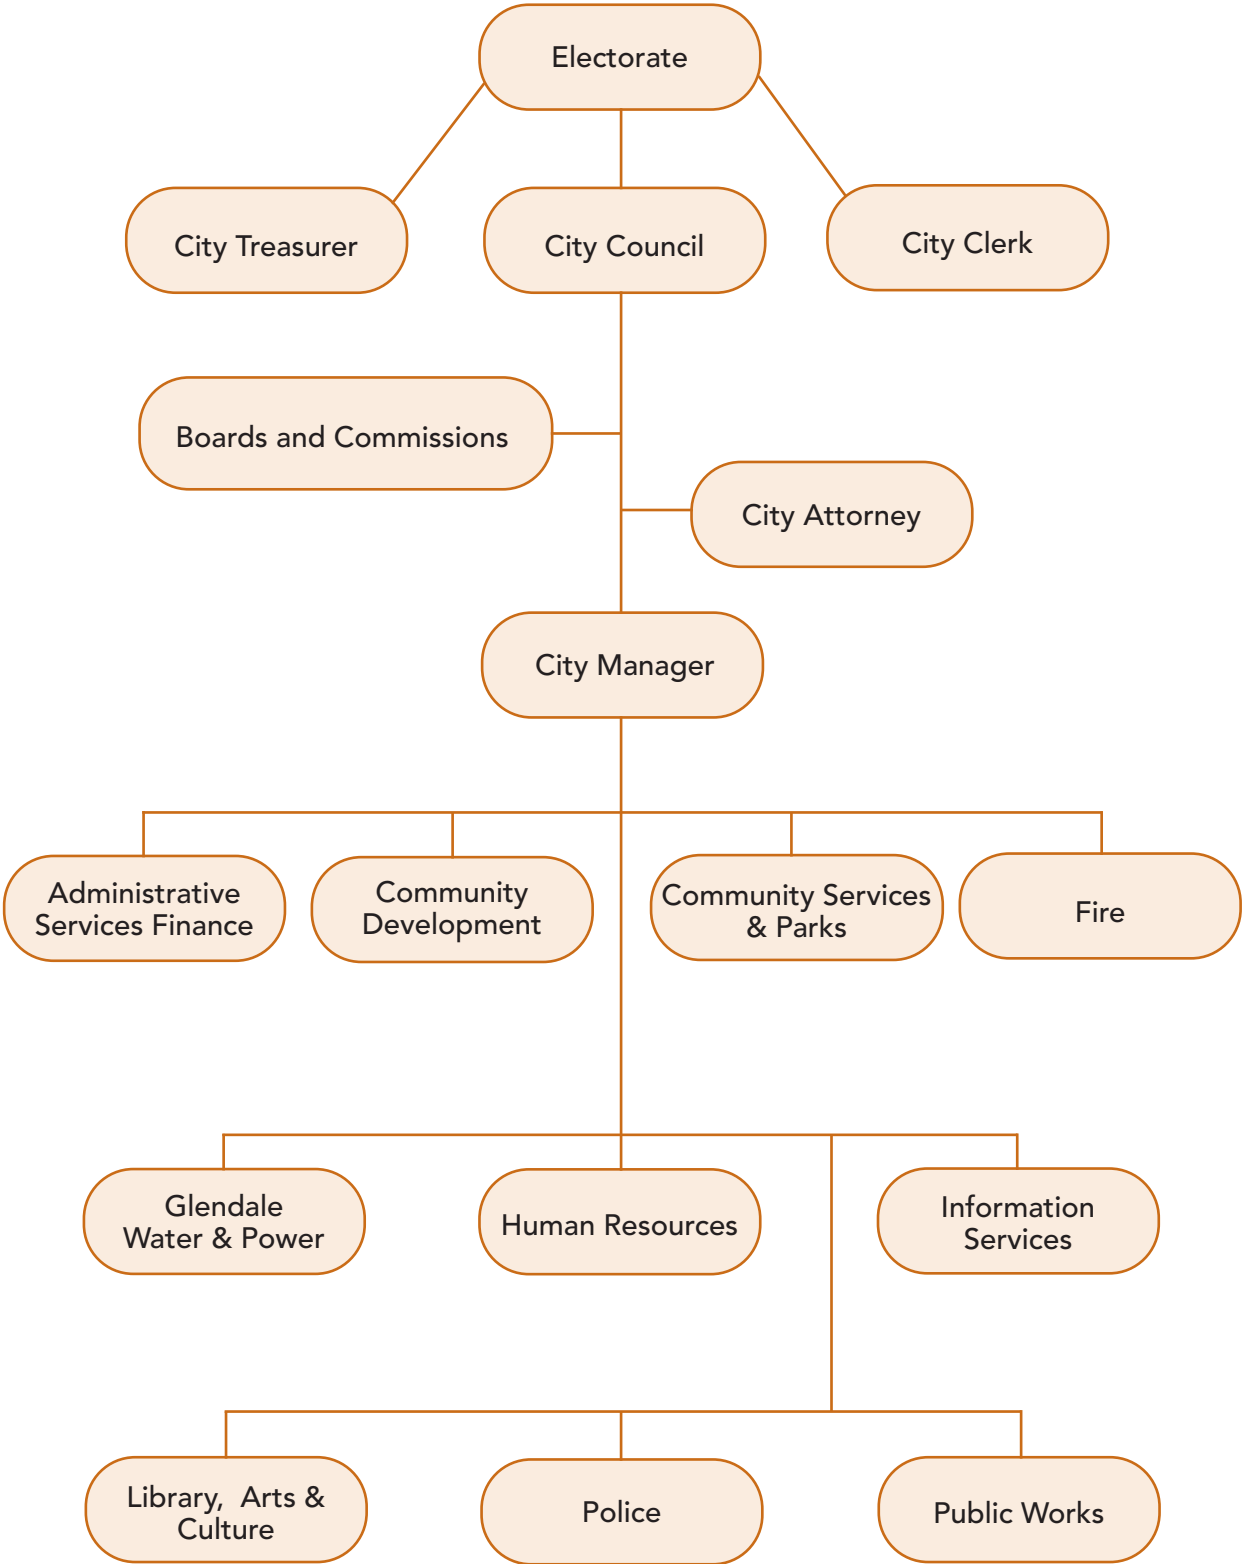 Electorate
City Treasurer
City Council
City Clerk
Boards and Commissions
City Attorney
City Manager
Administrative
Services Finance
Community
Development
Community Services
& Parks
Fire
Glendale
Water & Power
Human Resources
Information
Services
Library, Arts &
Culture
Police
Public Works